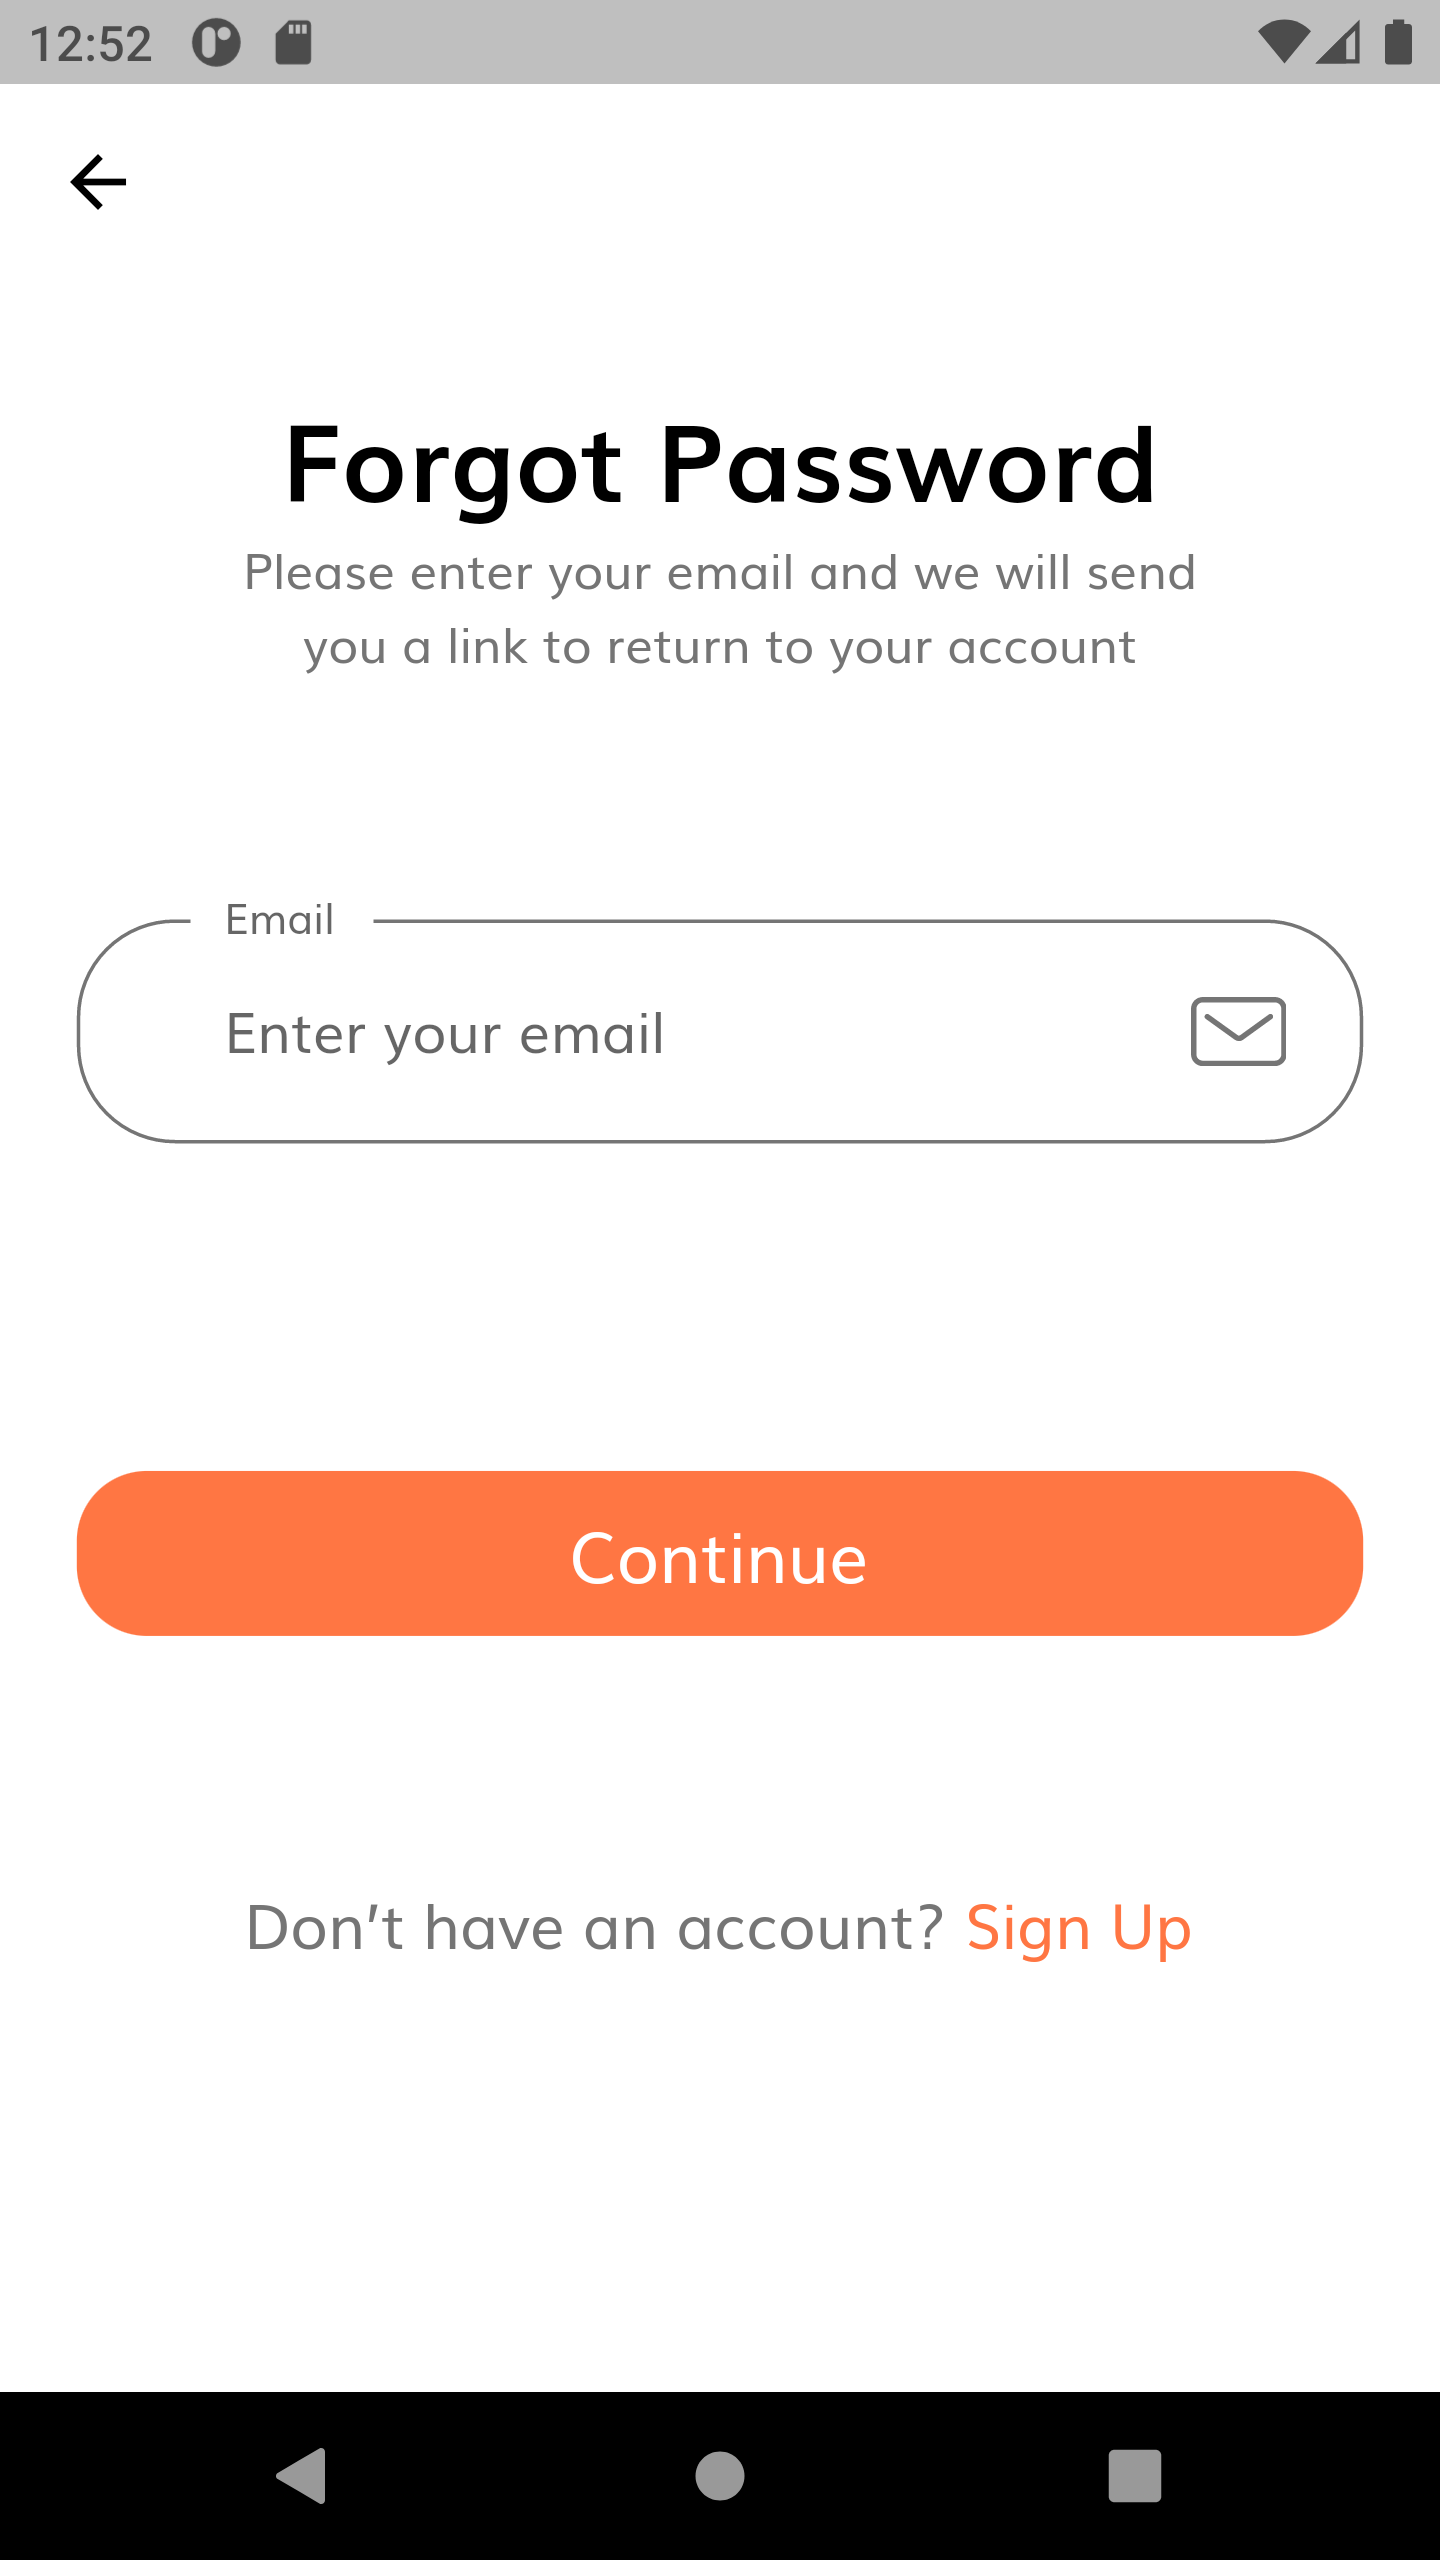 12:52
Forgot Password
Please enter your email and we will send
you a link to return to your account
Email
Enter your email
Continue
Don't have an account? Sign Up